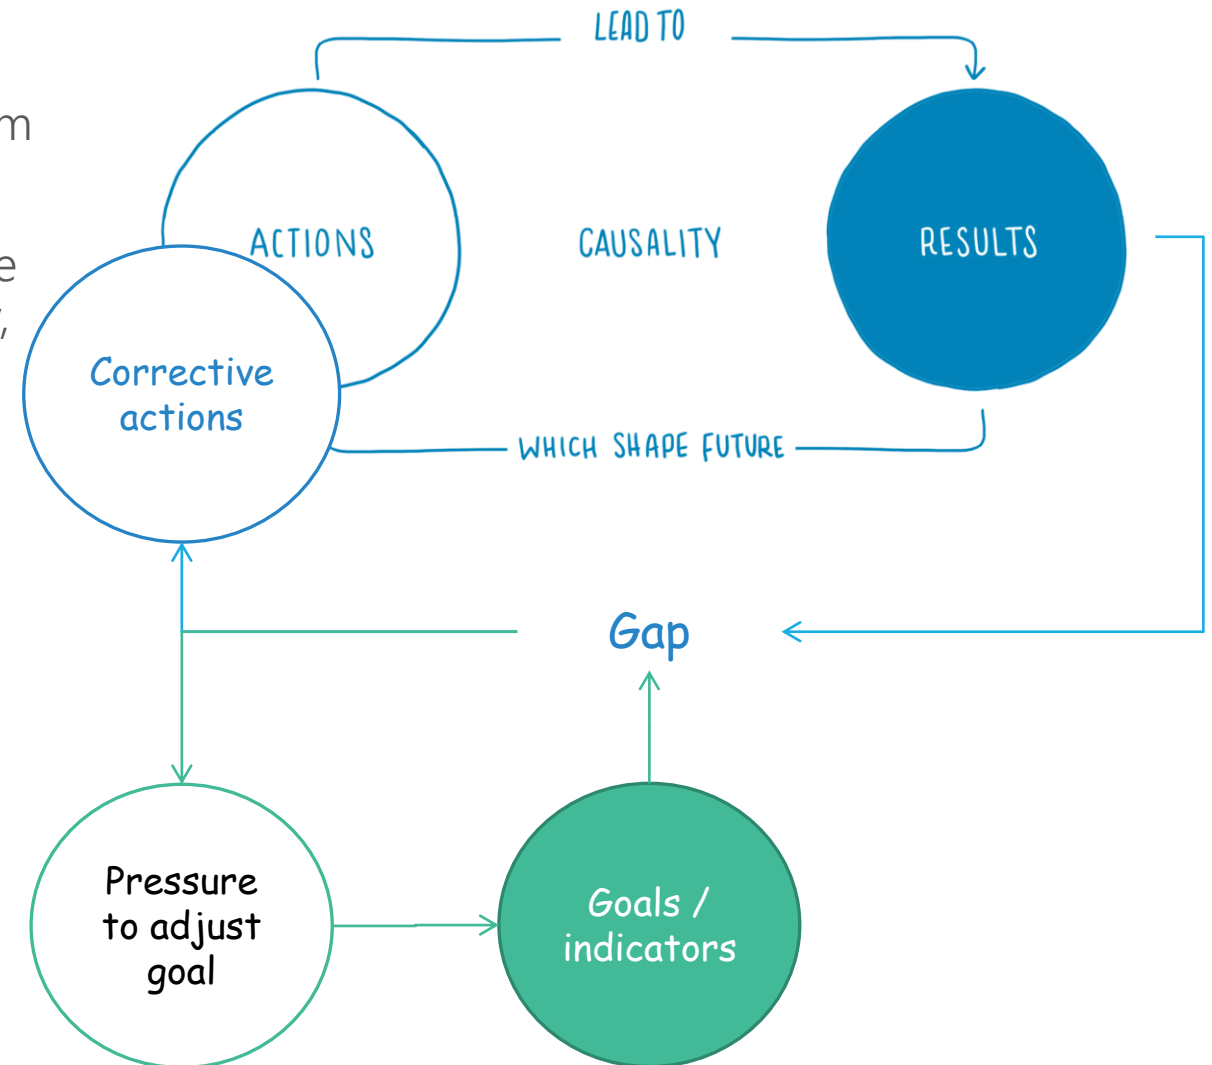 LEAD TO
m
ACTIONS
CAUSALITY
RESULTS
e
,
Corrective
actions
WHICH SHAPE FUTURE
Gap
Pressure
to adjust
goal
Goals /
indicators